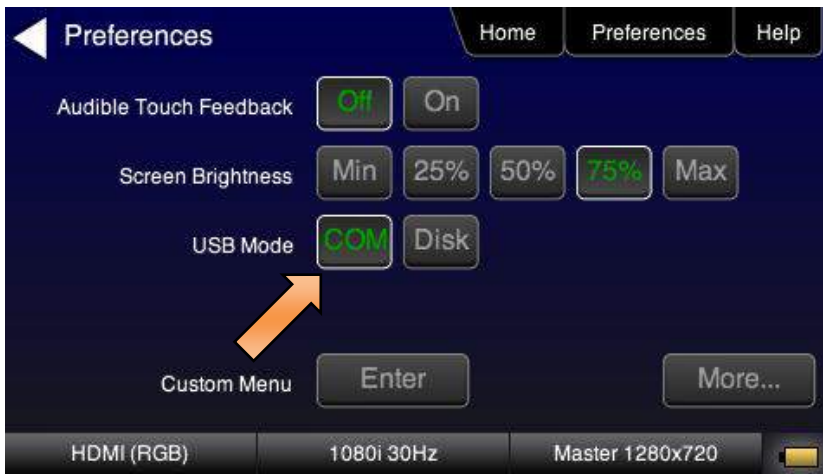 Preferences
Home Preferences Help
Audible Touch Feedback Off On
Screen Brightness Min 25% 50% 75% Max
USB Mode COM Disk
Custom Menu Enter More...
HDMI (RGB) 1080i 30Hz Master 1280x720